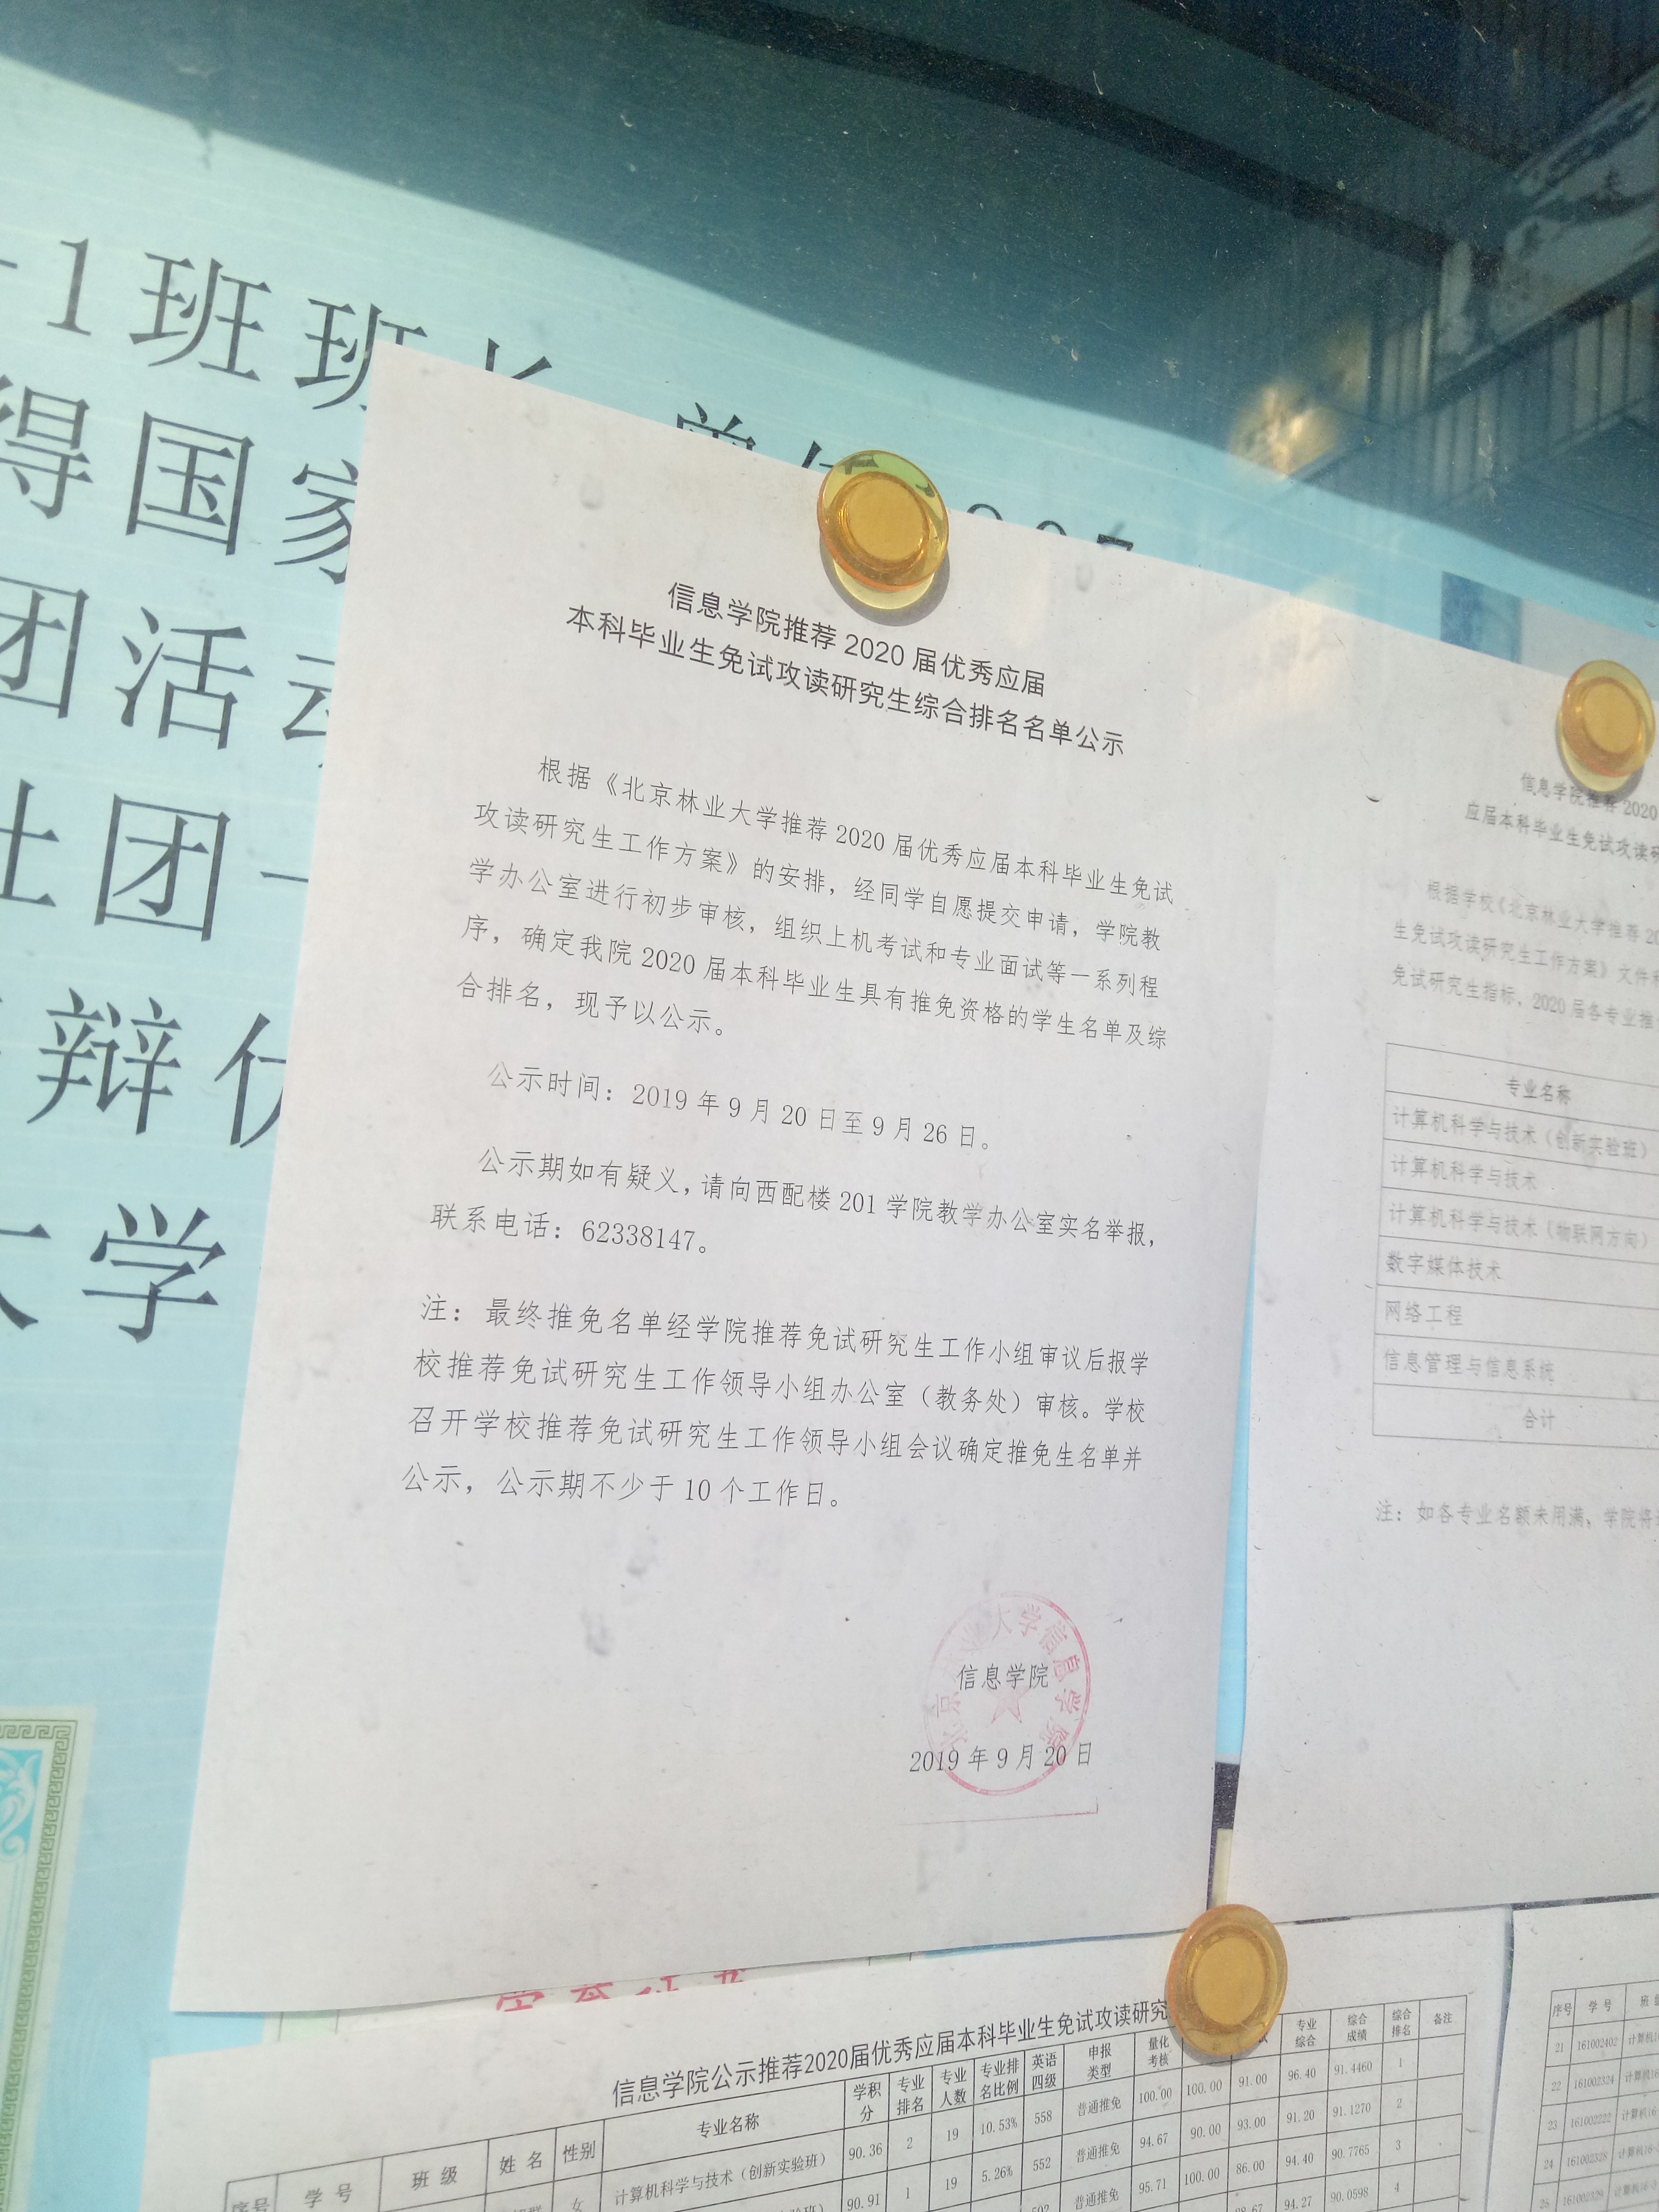 1班班长
得国家
团活动
社团一
辩
大学
信息学院推荐 2020 届优秀应届
本科毕业生免试攻读研究生综合排名名单公示
根据《北京林业大学推荐 2020 届优秀应届本科毕业生免试
攻读研究生工作方案》的安排，经同学自愿提交申请，学院教
学办公室进行初步审核，组织上机考试和专业面试等一系列程
序，确定我院 2020 届本科毕业生具有推免资格的学生名单及综
合排名，现予以公示。
公示时间：2019 年 9 月 20 日至 9 月 26 日。
公示期如有疑义，请向西配楼 201 学院教学办公室实名举报，
联系电话：62338147。
注：最终推免名单经学院推荐免试研究生工作小组审议后报学
校推荐免试研究生工作领导小组办公室（教务处）审核。学校
召开学校推荐免试研究生工作领导小组会议确定推免生名单并
公示，公示期不少于 10 个工作日。
信息学院
2019 年 9 月 20 日
北京林业大学信息学院
信息学院推荐 2020
应届本科毕业生免试攻读研
根据学校《北京林业大学推荐 20
生免试攻读研究生工作方案》文件和
免试研究生指标，2020 届各专业推
专业名称
计算机科学与技术（创新实验班）
计算机科学与技术
计算机科学与技术（物联网方向）
数字媒体技术
网络工程
信息管理与信息系统
合计
注：如各专业名额未用满，学院将
信息学院公示推荐2020届优秀应届本科毕业生免试攻读研究
序号 学 号 班 级 姓 名 性别 专业名称 学积分 专业排名 专业人数 专业排名比例 英语四级 申报类型 量化考核 专业综合 综合成绩 综合排名 备注
女 计算机科学与技术（创新实验班） 90.36 2 19 10.53% 558 普通推免 100.00 100.00 91.00 96.40 91.4460 1
90.91 1 19 5.26% 552 普通推免 94.67 90.00 93.00 91.20 91.1270 2
普通推免 95.71 100.00 86.00 94.40 90.7765 3
94.27 90.0598 4
序号 学 号 班 级
21 161002402
22 161002324
23 161002222
24 161002328
25